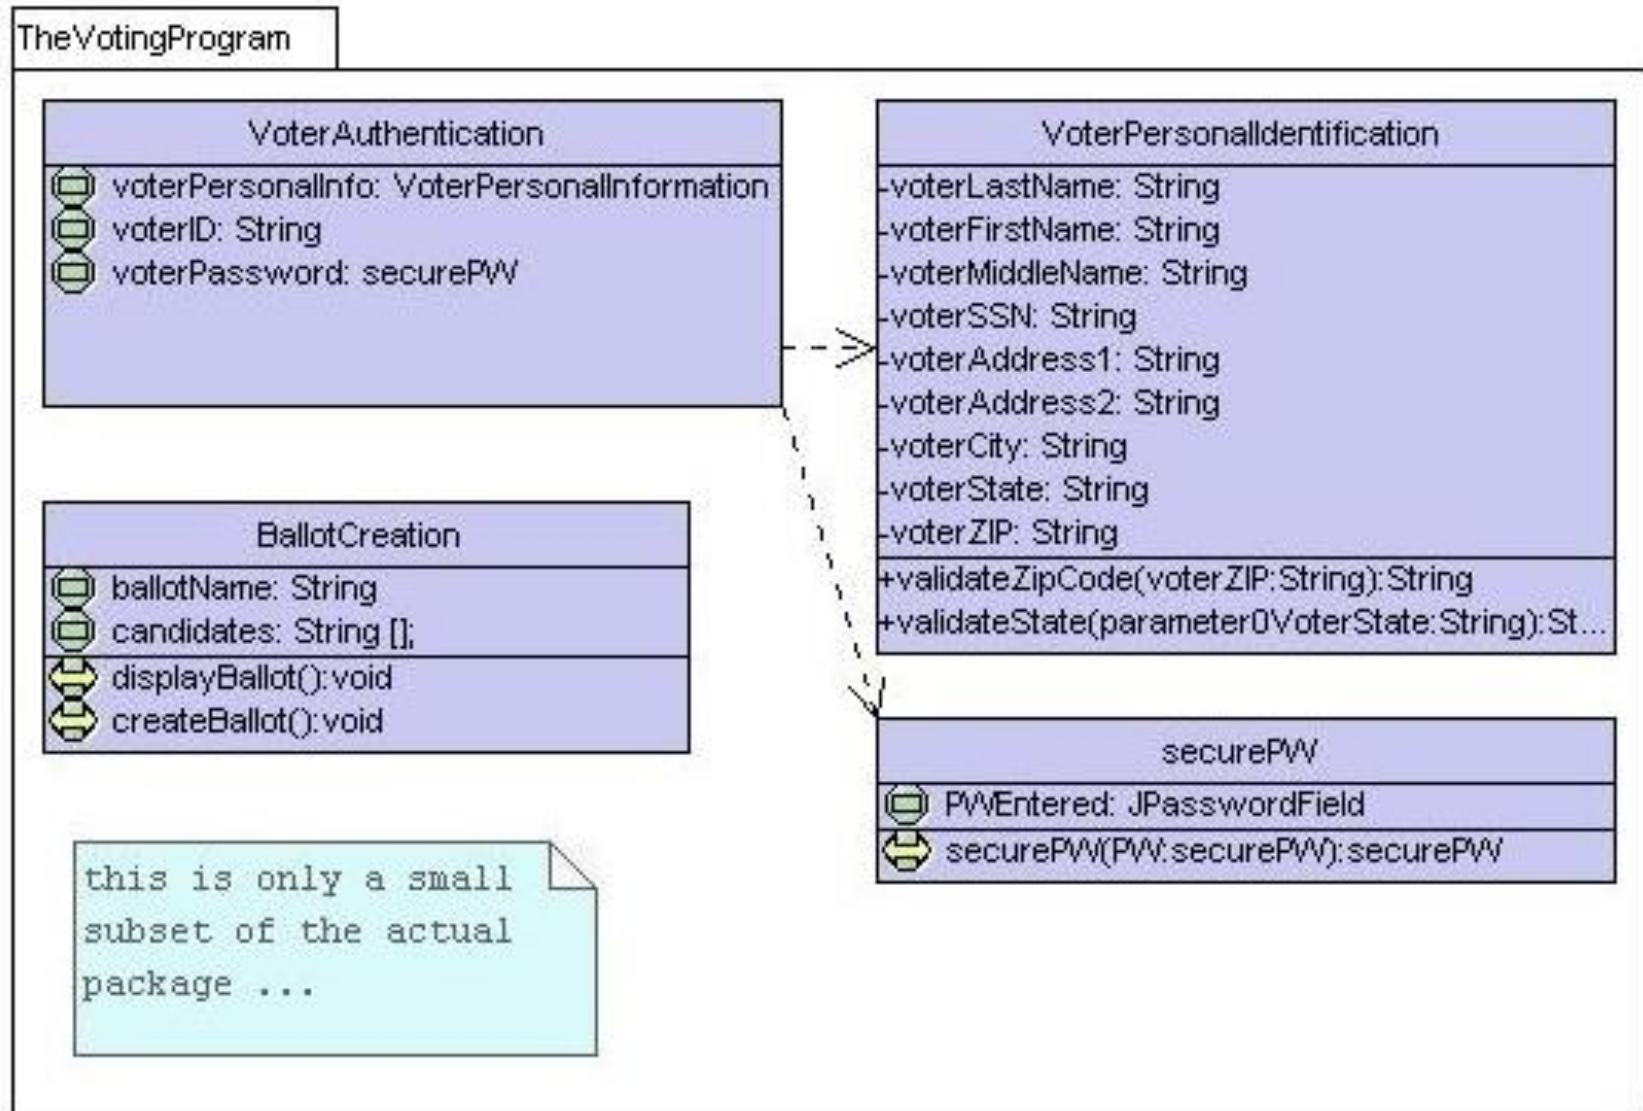 TheVotingProgram
VoterAuthentication
voterPersonalInfo: VoterPersonalInformation
voterID: String
voterPassword: securePW
VoterPersonalIdentification
-voterLastName: String
-voterFirstName: String
-voterMiddleName: String
-voterSSN: String
-voterAddress1: String
-voterAddress2: String
-voterCity: String
-voterState: String
-voterZIP: String
+validateZipCode(voterZIP:String):String
+validateState(parameter0VoterState:String):St...
BallotCreation
ballotName: String
candidates: String [];
displayBallot():void
createBallot():void
securePW
PWEntered: JPasswordField
securePW(PW:securePW):securePW
this is only a small
subset of the actual
package ...